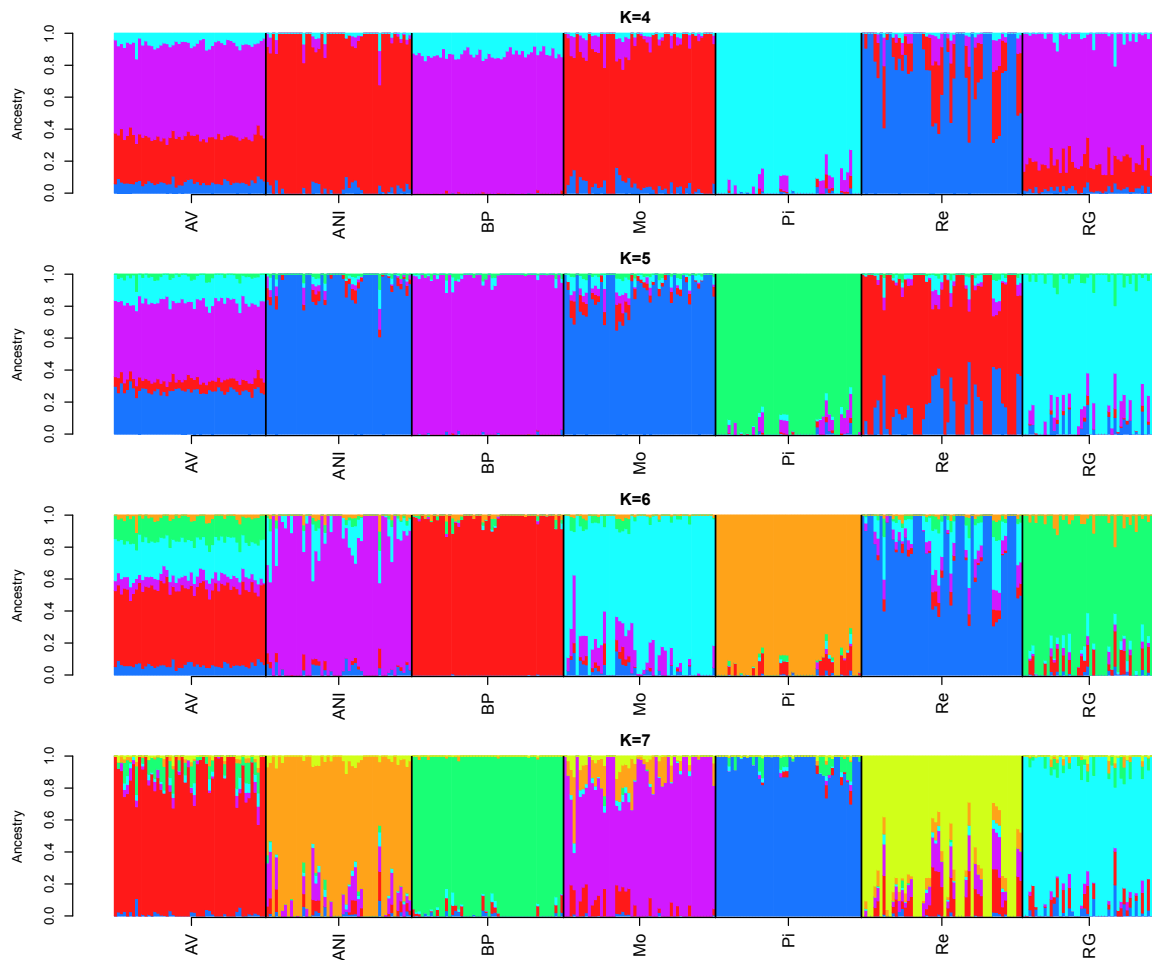 K=4
Ancestry
0.0 0.2 0.4 0.6 0.8 1.0
AV ANI BP Mo Pi Re RG
K=5
Ancestry
0.0 0.2 0.4 0.6 0.8 1.0
AV ANI BP Mo Pi Re RG
K=6
Ancestry
0.0 0.2 0.4 0.6 0.8 1.0
AV ANI BP Mo Pi Re RG
K=7
Ancestry
0.0 0.2 0.4 0.6 0.8 1.0
AV ANI BP Mo Pi Re RG